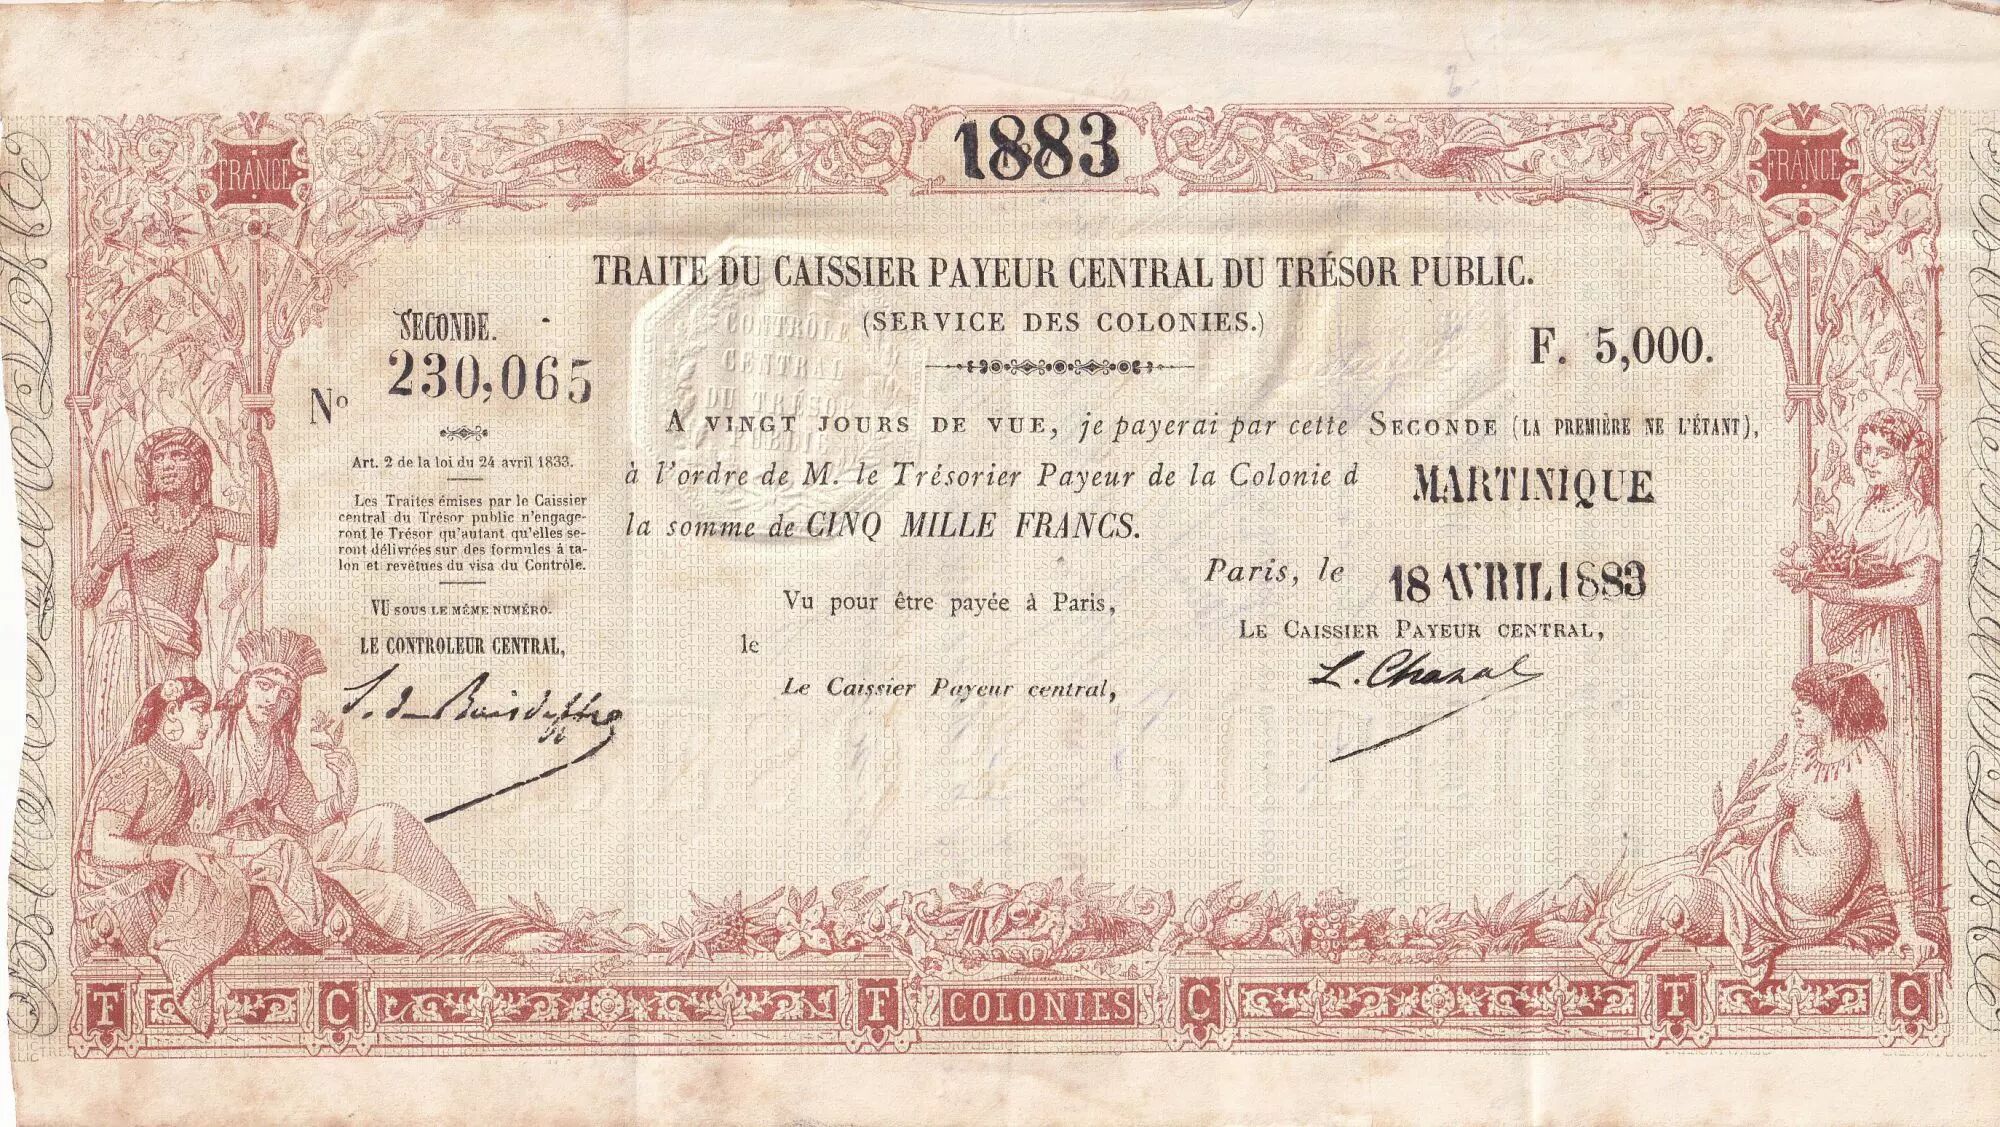 1883
FRANCE
FRANCE
TRAITE DU CAISSIER PAYEUR CENTRAL DU TRÉSOR PUBLIC.
(SERVICE DES COLONIES.)
SECONDE.
Nº 230,065
F. 5,000.
CONTRÔLE
CENTRAL
DU TRÉSOR
PUBLIC
Art. 2 de la loi du 24 avril 1833.
Les Traites émises par le Caissier
central du Trésor public n'engage-
ront le Trésor qu'autant qu'elles se-
ront délivrées sur des formules à ta-
lon et revêtues du visa du Contrôle.
VU SOUS LE MÊME NUMÉRO.
LE CONTROLEUR CENTRAL,
A VINGT JOURS DE VUE, je payerai par cette SECONDE (LA PREMIÈRE NE L'ÉTANT),
à l'ordre de M. le Trésorier Payeur de la Colonie d MARTINIQUE
la somme de CINQ MILLE FRANCS.
Paris, le 18 AVRIL 1883
LE CAISSIER PAYEUR CENTRAL,
L. Chazal
Vu pour être payée à Paris,
le
Le Caissier Payeur central,
F C F COLONIES C F C